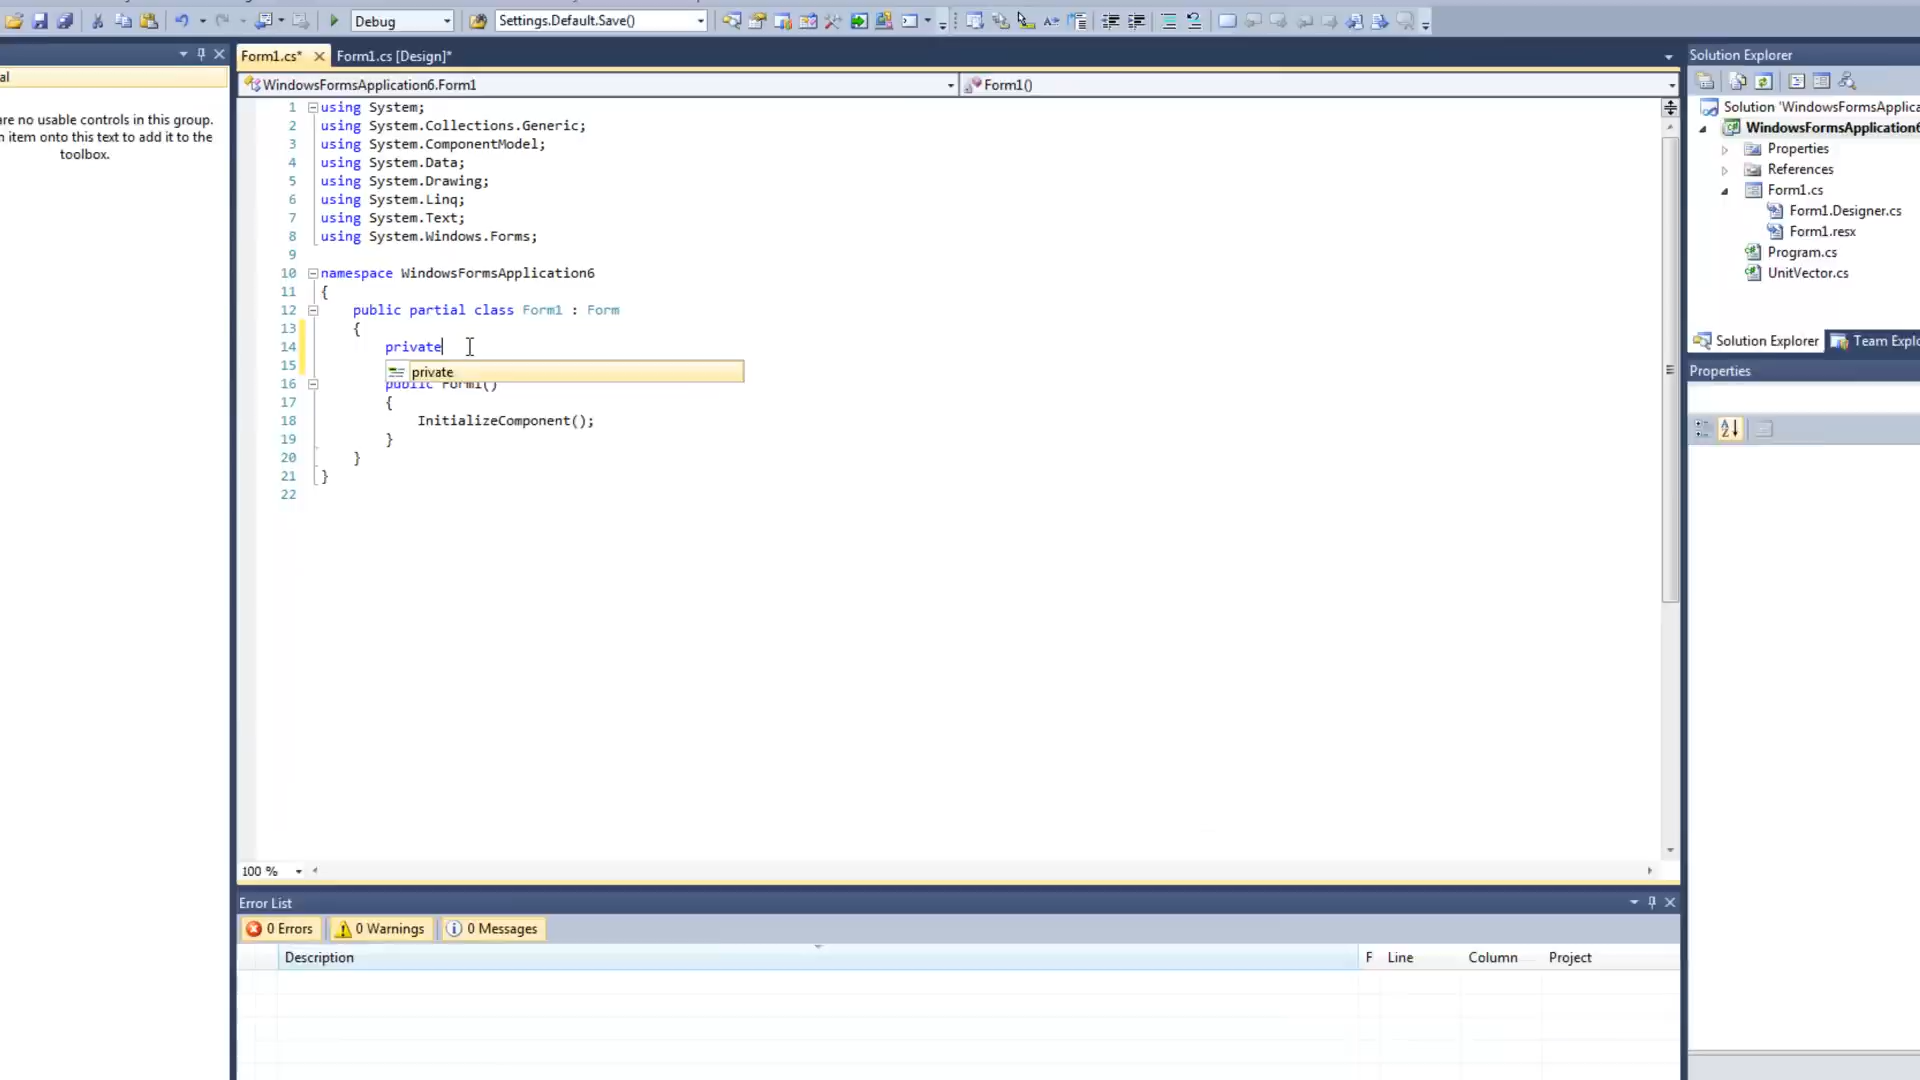 Debug
Settings.Default.Save()
al
are no usable controls in this group.
n item onto this text to add it to the
toolbox.
Form1.cs*
Form1.cs [Design]*
WindowsFormsApplication6.Form1
Form1()
1 using System;
2 using System.Collections.Generic;
3 using System.ComponentModel;
4 using System.Data;
5 using System.Drawing;
6 using System.Linq;
7 using System.Text;
8 using System.Windows.Forms;
9
10 namespace WindowsFormsApplication6
11 {
12 public partial class Form1 : Form
13 {
14 private
15
private
16 public Form1()
17 {
18 InitializeComponent();
19 }
20 }
21 }
22
100 %
Solution Explorer
Solution 'WindowsFormsApplica
WindowsFormsApplication6
Properties
References
Form1.cs
Form1.Designer.cs
Form1.resx
Program.cs
UnitVector.cs
Solution Explorer
Team Explo
Properties
Error List
0 Errors
0 Warnings
0 Messages
Description
F
Line
Column
Project